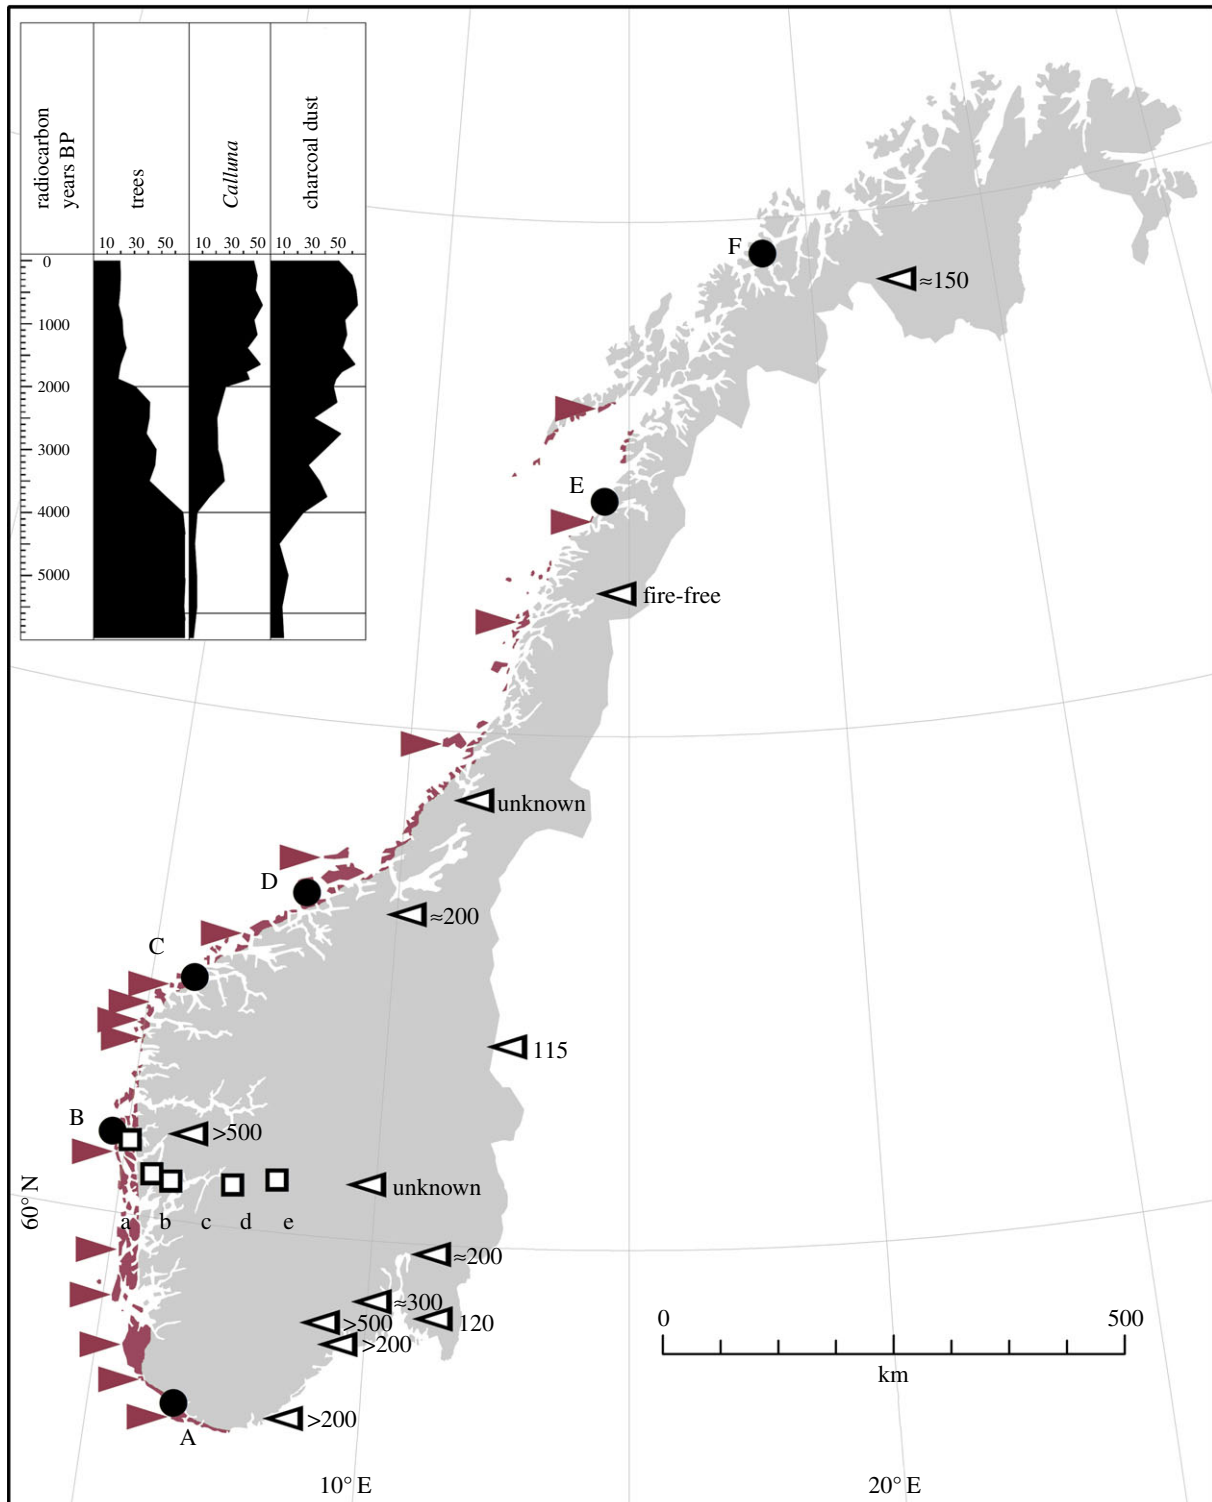 radiocarbon
years BP
trees
Calluna
charcoal dust
10 30 50 10 30 50 10 30 50
0
1000
2000
3000
4000
5000
F
≈150
E
fire-free
unknown
D
≈200
C
115
B
>500
unknown
60° N
a b c d e
≈200
≈300
>500
120
>200
0 500
km
>200
A
10° E
20° E